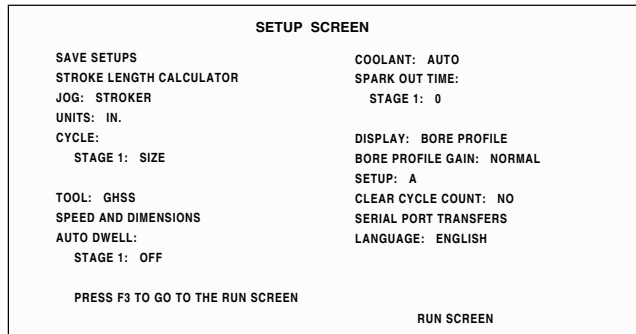 SETUP SCREEN
SAVE SETUPS
STROKE LENGTH CALCULATOR
JOG: STROKER
UNITS: IN.
CYCLE:
STAGE 1: SIZE
TOOL: GHSS
SPEED AND DIMENSIONS
AUTO DWELL:
STAGE 1: OFF
COOLANT: AUTO
SPARK OUT TIME:
STAGE 1: 0
DISPLAY: BORE PROFILE
BORE PROFILE GAIN: NORMAL
SETUP: A
CLEAR CYCLE COUNT: NO
SERIAL PORT TRANSFERS
LANGUAGE: ENGLISH
PRESS F3 TO GO TO THE RUN SCREEN
RUN SCREEN